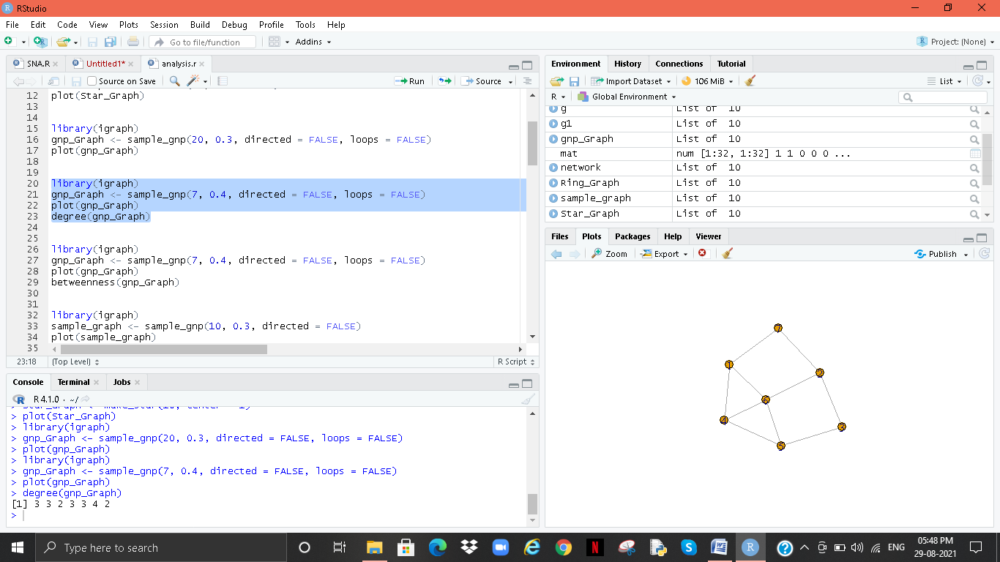 RStudio
File Edit Code View Plots Session Build Debug Profile Tools Help
Go to file/function Addins Project: (None)
SNA.R Untitled1* analysis.r
Source on Save Run Source
12 plot(Star_Graph)
13
14
15 library(igraph)
16 gnp_Graph <- sample_gnp(20, 0.3, directed = FALSE, loops = FALSE)
17 plot(gnp_Graph)
18
19
20 library(igraph)
21 gnp_Graph <- sample_gnp(7, 0.4, directed = FALSE, loops = FALSE)
22 plot(gnp_Graph)
23 degree(gnp_Graph)
24
25
26 library(igraph)
27 gnp_Graph <- sample_gnp(7, 0.4, directed = FALSE, loops = FALSE)
28 plot(gnp_Graph)
29 betweenness(gnp_Graph)
30
31
32 library(igraph)
33 sample_graph <- sample_gnp(10, 0.3, directed = FALSE)
34 plot(sample_graph)
35
23:18 (Top Level) R Script
Console Terminal Jobs
R 4.1.0 · ~/
> plot(Star_Graph)
> library(igraph)
> gnp_Graph <- sample_gnp(20, 0.3, directed = FALSE, loops = FALSE)
> plot(gnp_Graph)
> library(igraph)
> gnp_Graph <- sample_gnp(7, 0.4, directed = FALSE, loops = FALSE)
> plot(gnp_Graph)
> degree(gnp_Graph)
[1] 3 3 2 3 3 4 2
>
Environment History Connections Tutorial
Import Dataset 106 MiB List
R Global Environment
g List of 10
g1 List of 10
gnp_Graph List of 10
mat num [1:32, 1:32] 1 1 0 0 0 ...
network List of 10
Ring_Graph List of 10
sample_graph List of 10
Star_Graph List of 10
Files Plots Packages Help Viewer
Zoom Export Publish
7
1
2
6
4
3
5
Type here to search
ENG
05:48 PM
29-08-2021